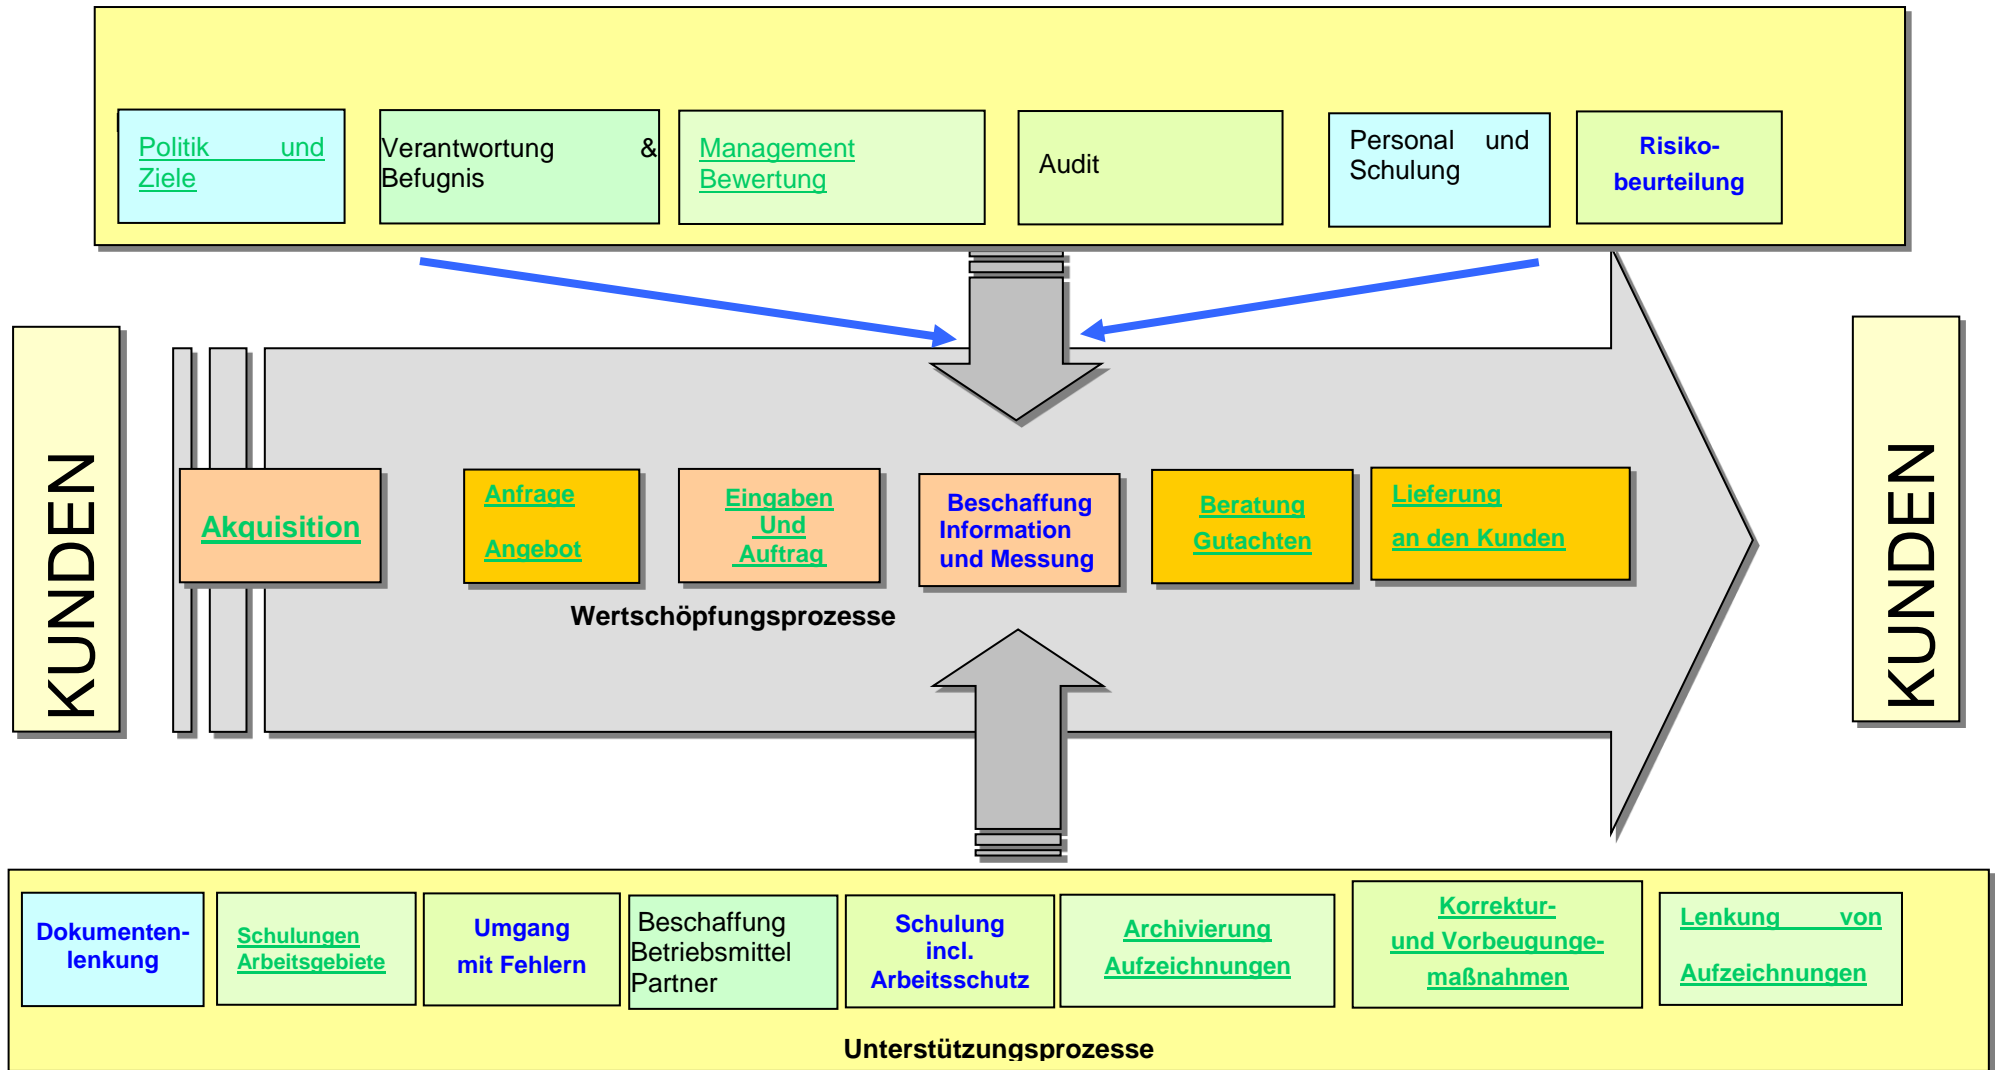 Politik und
Ziele
Verantwortung &
Befugnis
Management
Bewertung
Audit
Personal und
Schulung
Risiko-
beurteilung
KUNDEN
Akquisition
Anfrage
Angebot
Eingaben
Und
Auftrag
Beschaffung
Information
und Messung
Beratung
Gutachten
Lieferung
an den Kunden
Wertschöpfungsprozesse
KUNDEN
Dokumenten-
lenkung
Schulungen
Arbeitsgebiete
Umgang
mit Fehlern
Beschaffung
Betriebsmittel
Partner
Schulung
incl.
Arbeitsschutz
Archivierung
Aufzeichnungen
Korrektur-
und Vorbeugunge-
maßnahmen
Lenkung von
Aufzeichnungen
Unterstützungsprozesse